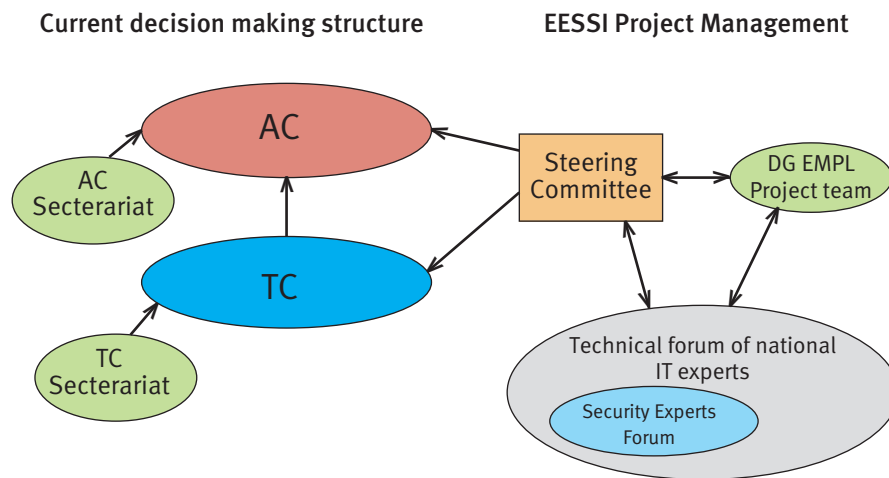 Current decision making structure
EESSI Project Management
AC
AC
Secterariat
TC
TC
Secterariat
Steering
Committee
DG EMPL
Project team
Technical forum of national
IT experts
Security Experts
Forum